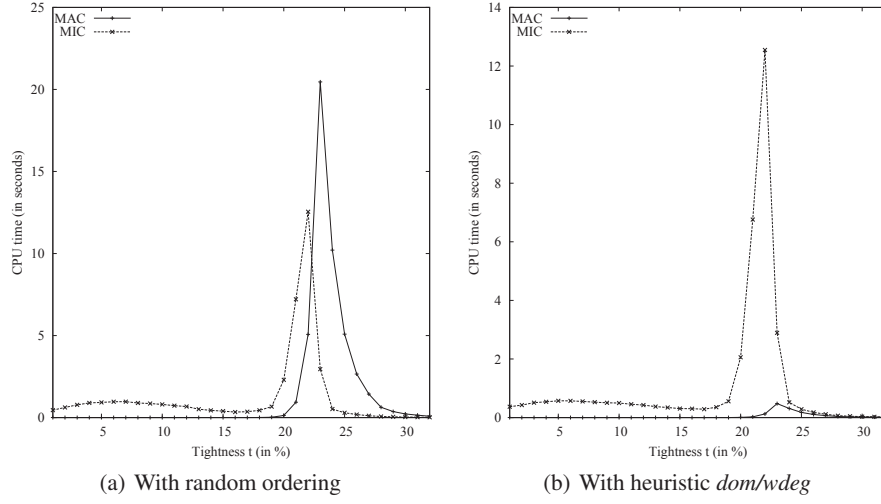 25
20
15
10
5
0
CPU time (in seconds)
MAC
MIC
5
10
15
20
25
30
Tightness t (in %)
(a) With random ordering
14
12
10
8
6
4
2
0
CPU time (in seconds)
MAC
MIC
5
10
15
20
25
30
Tightness t (in %)
(b) With heuristic dom/wdeg